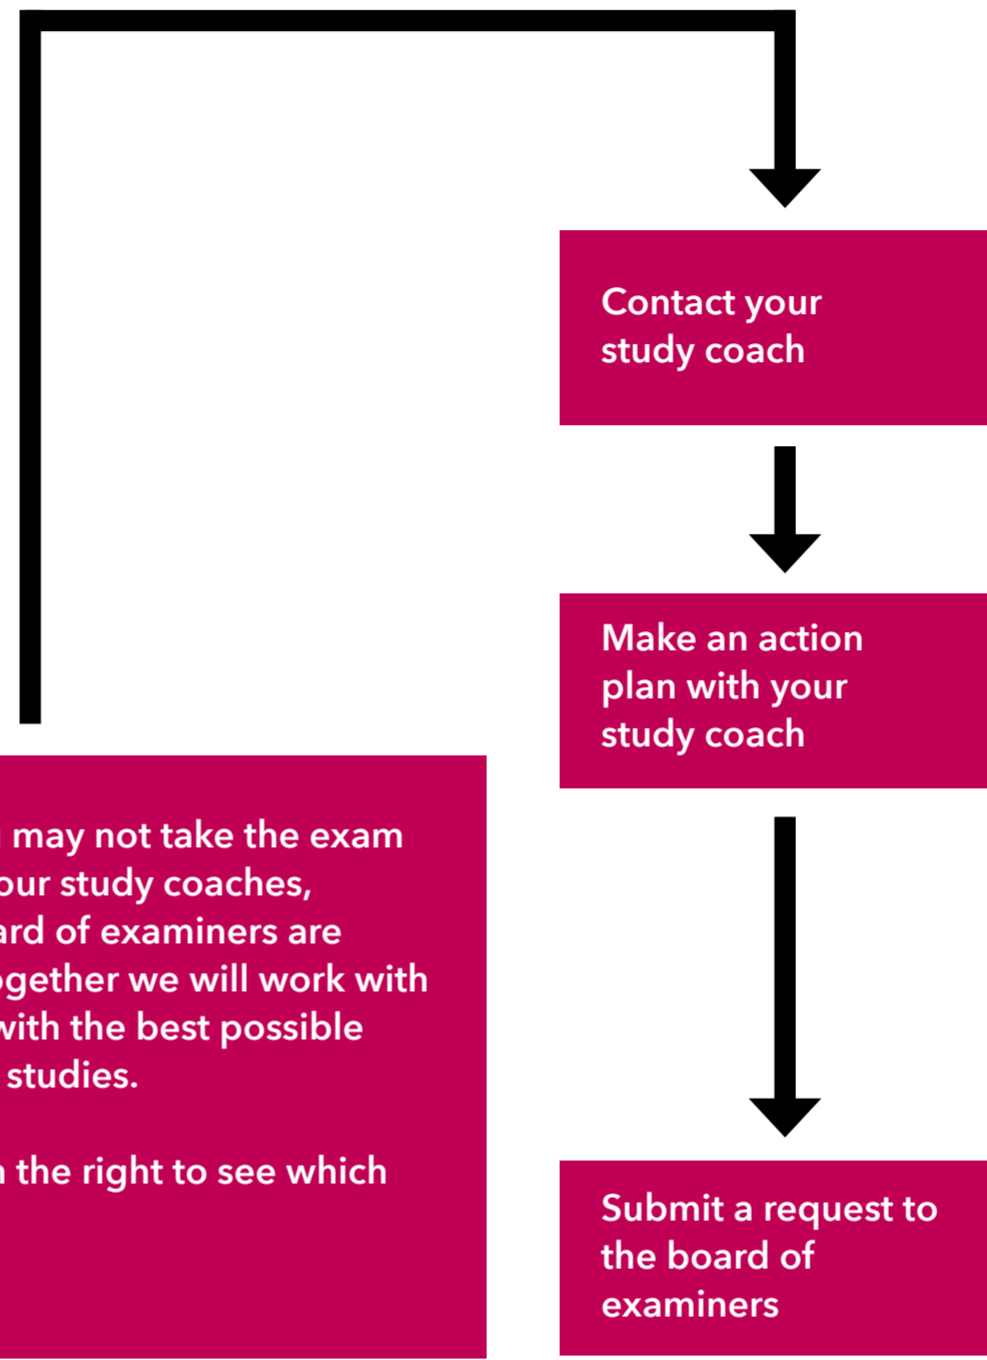 may not take the exam
our study coaches,
of examiners are
together we will work with
with the best possible
studies.
the right to see which
Contact your
study coach
Make an action
plan with your
study coach
Submit a request to
the board of
examiners